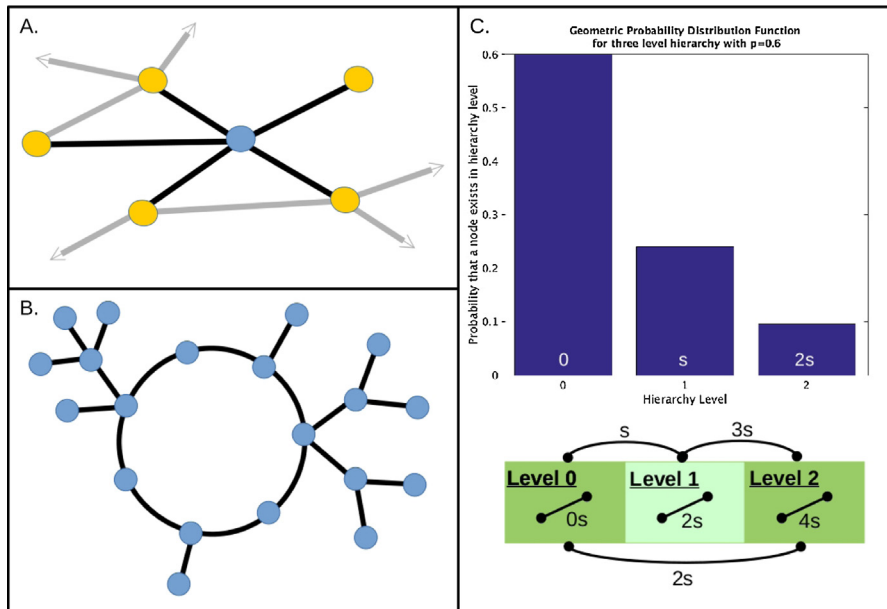 A.
B.
C.
Geometric Probability Distribution Function
for three level hierarchy with p=0.6
Probability that a node exists in hierarchy level
0.6
0.5
0.4
0.3
0.2
0.1
0
0 s 2s
0 1 2
Hierarchy Level
s 3s
Level 0 Level 1 Level 2
0s 2s 4s
2s